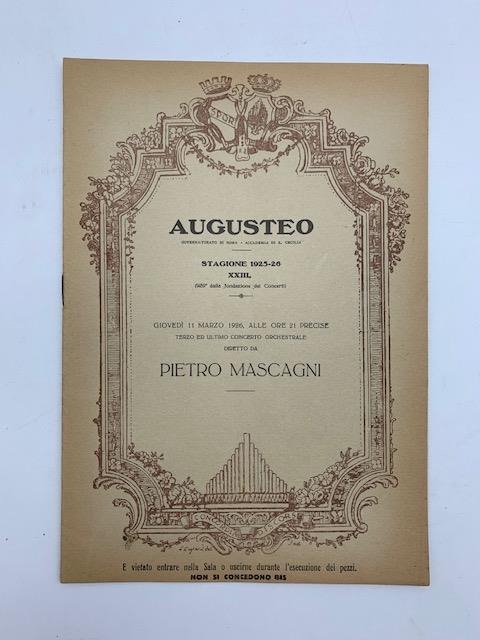 SPQR
AUGUSTEO
GOVERNATORATO DI ROMA • ACCADEMIA DI S. CECILIA
STAGIONE 1925-26
XXIII,
dalla fondazione dei Concerti
GIOVEDÌ 11 MARZO 1926, ALLE ORE 21 PRECISE
TERZO ED ULTIMO CONCERTO ORCHESTRALE
DIRETTO DA
PIETRO MASCAGNI
E vietato entrare nella Sala o uscirne durante l'esecuzione dei pezzi.
NON SI CONCEDONO BIS